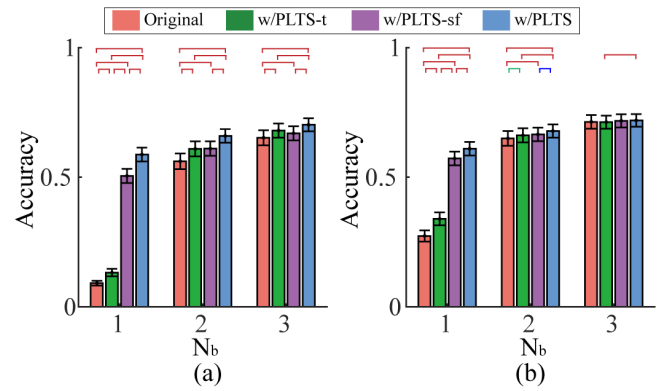 Original w/PLTS-t w/PLTS-sf w/PLTS
1 1
Accuracy Accuracy
0.5 0.5
0 0
1 2 3 1 2 3
Nb Nb
(a) (b)